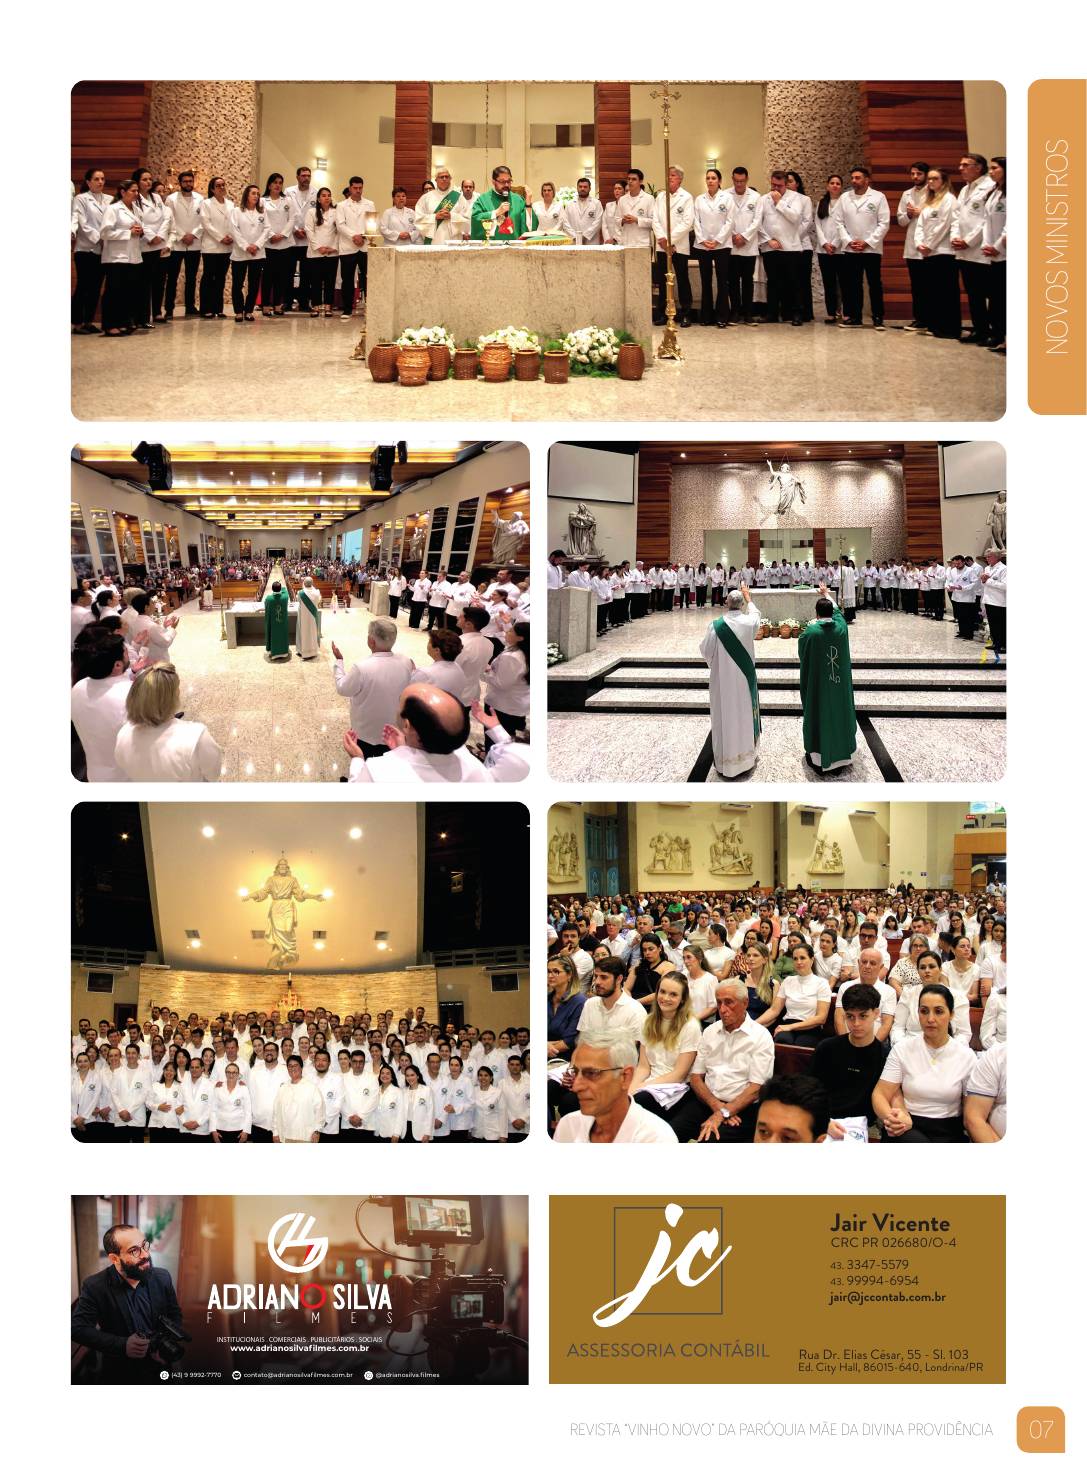 NOVOS MINISTROS
ADRIANO SILVA
FILMES
INSTITUCIONAIS . COMERCIAIS . PUBLICITÁRIOS . SOCIAIS
www.adrianosilvafilmes.com.br
(43) 9 9992-7770 contato@adrianosilvafilmes.com.br @adrianosilva.filmes
jc
ASSESSORIA CONTÁBIL
Jair Vicente
CRC PR 026680/O-4
43. 3347-5579
43. 99994-6954
jair@jccontab.com.br
Rua Dr. Elias César, 55 - Sl. 103
Ed. City Hall, 86015-640, Londrina/PR
REVISTA “VINHO NOVO” DA PARÓQUIA MÃE DA DIVINA PROVIDÊNCIA
07